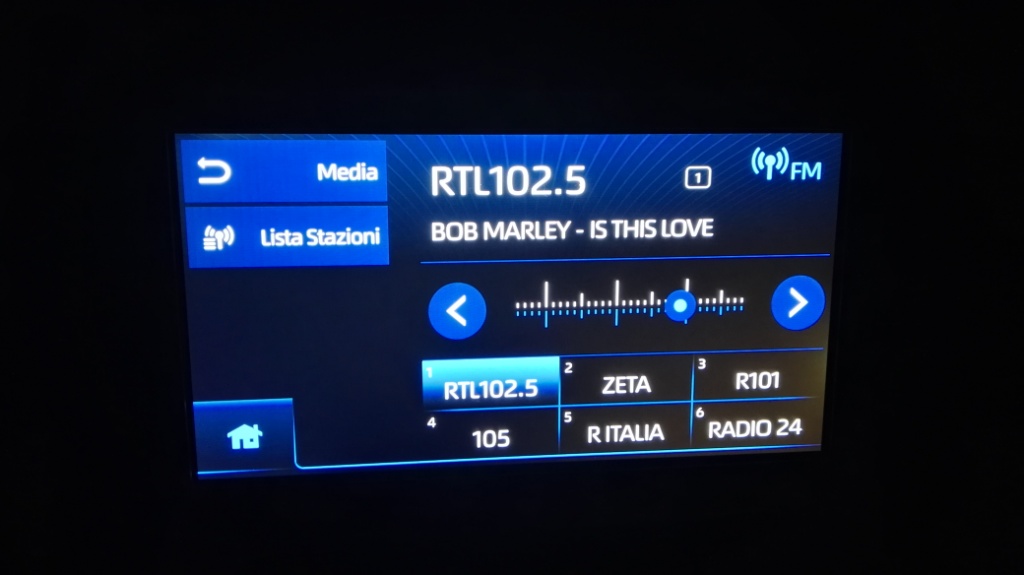 Media
Lista Stazioni
RTL102.5
1
FM
BOB MARLEY - IS THIS LOVE
1 RTL102.5
2 ZETA
3 R101
4 105
5 R ITALIA
6 RADIO 24